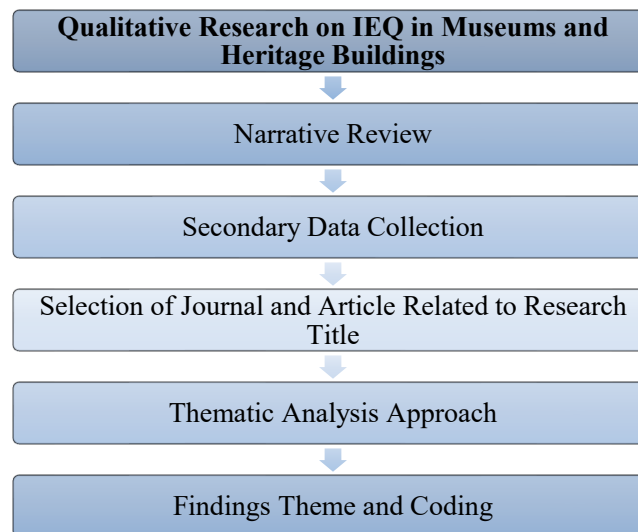 Qualitative Research on IEQ in Museums and
Heritage Buildings
Narrative Review
Secondary Data Collection
Selection of Journal and Article Related to Research
Title
Thematic Analysis Approach
Findings Theme and Coding